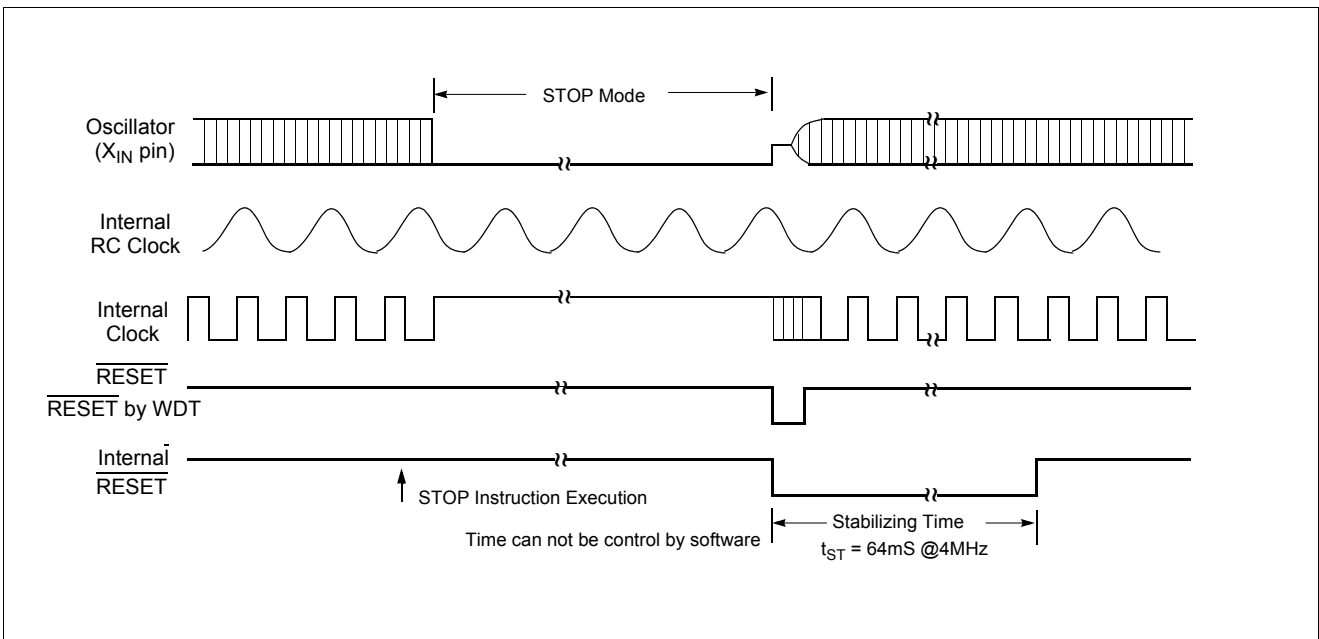 STOP Mode
Oscillator
(XIN pin)
Internal
RC Clock
Internal
Clock
RESET
RESET by WDT
Internal
RESET
STOP Instruction Execution
Time can not be control by software
Stabilizing Time
tST = 64mS @4MHz